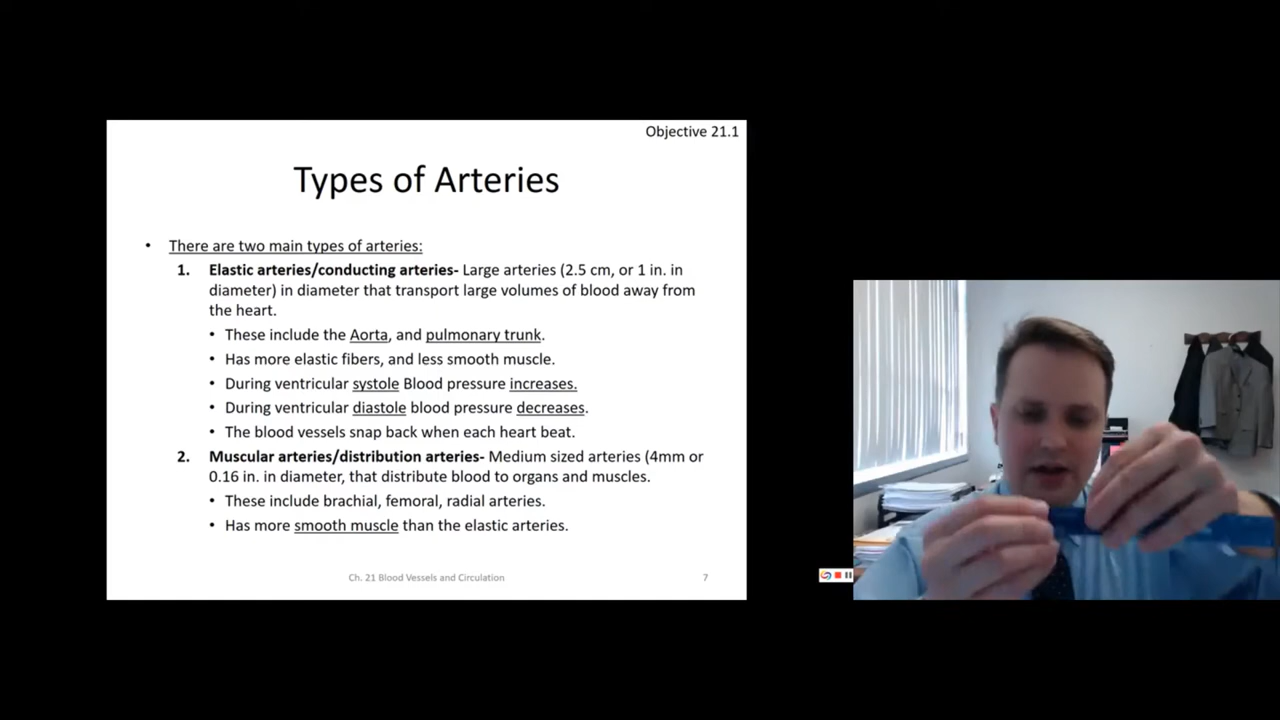 Objective 21.1
Types of Arteries
• There are two main types of arteries:
1. Elastic arteries/conducting arteries- Large arteries (2.5 cm, or 1 in. in
diameter) in diameter that transport large volumes of blood away from
the heart.
• These include the Aorta, and pulmonary trunk.
• Has more elastic fibers, and less smooth muscle.
• During ventricular systole Blood pressure increases.
• During ventricular diastole blood pressure decreases.
• The blood vessels snap back when each heart beat.
2. Muscular arteries/distribution arteries- Medium sized arteries (4mm or
0.16 in. in diameter, that distribute blood to organs and muscles.
• These include brachial, femoral, radial arteries.
• Has more smooth muscle than the elastic arteries.
Ch. 21 Blood Vessels and Circulation
7